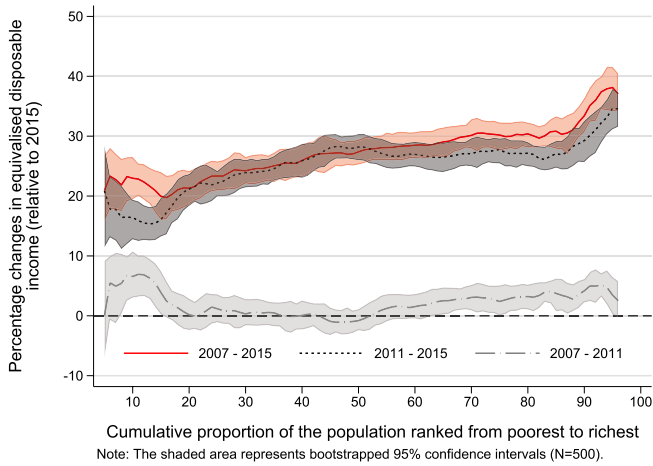 Percentage changes in equivalised disposable
income (relative to 2015)
50
40
30
20
10
0
-10
2007 - 2015
2011 - 2015
2007 - 2011
10 20 30 40 50 60 70 80 90 100
Cumulative proportion of the population ranked from poorest to richest
Note: The shaded area represents bootstrapped 95% confidence intervals (N=500).